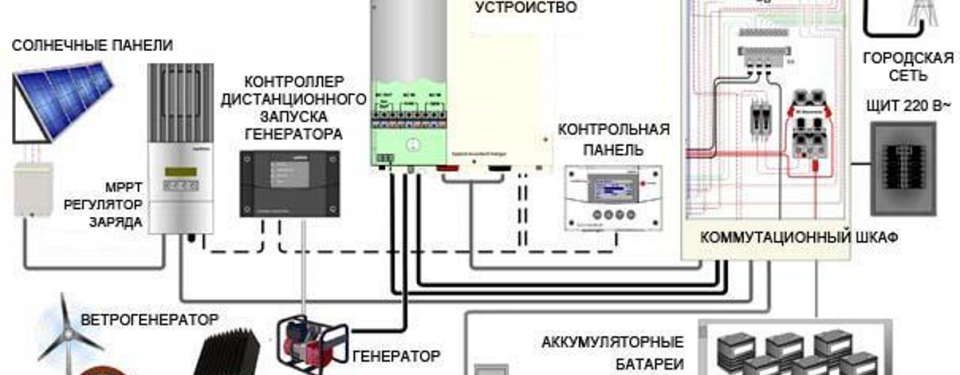 УСТРОЙСТВО
СОЛНЕЧНЫЕ ПАНЕЛИ
ГОРОДСКАЯ
СЕТЬ
КОНТРОЛЛЕР
ДИСТАНЦИОННОГО
ЗАПУСКА
ГЕНЕРАТОРА
ЩИТ 220 В~
КОНТРОЛЬНАЯ
ПАНЕЛЬ
МРРТ
РЕГУЛЯТОР
ЗАРЯДА
КОММУТАЦИОННЫЙ ШКАФ
ВЕТРОГЕНЕРАТОР
ГЕНЕРАТОР
АККУМУЛЯТОРНЫЕ
БАТАРЕИ